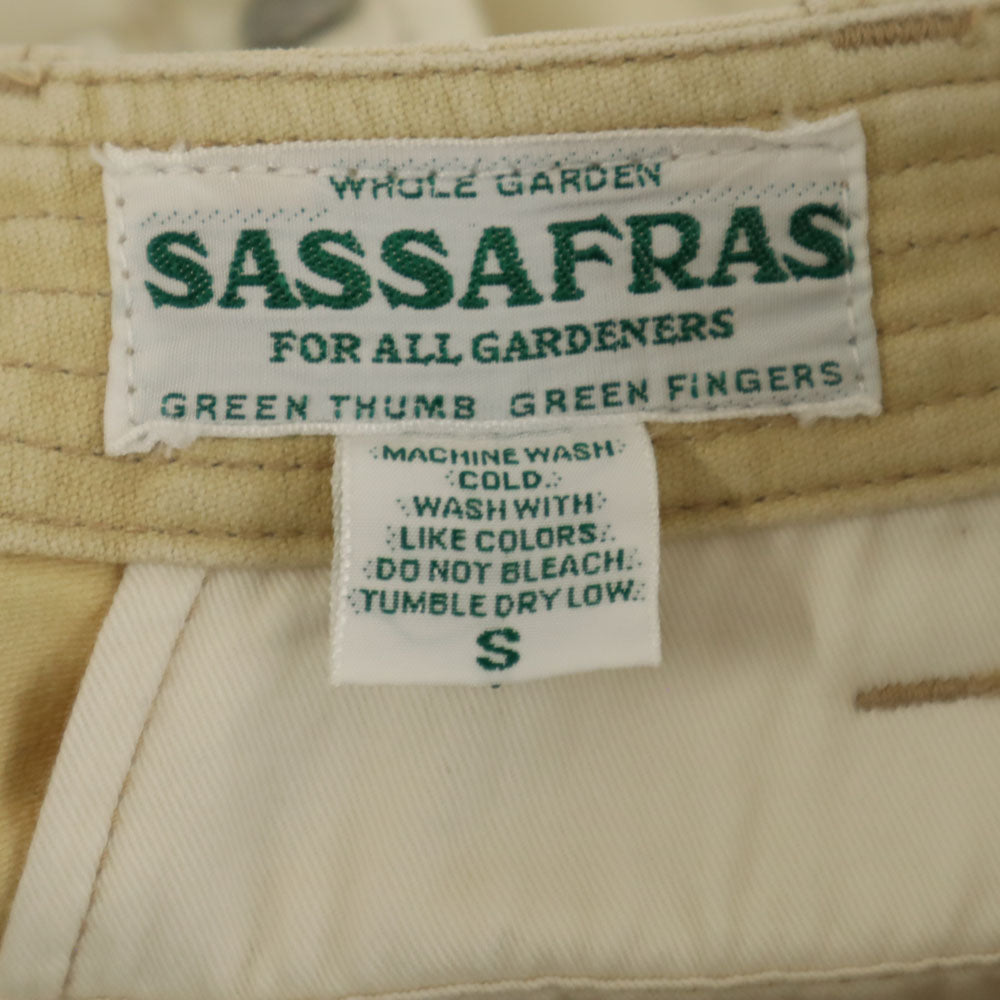 WHOLE GARDEN
SASSAFRAS
FOR ALL GARDENERS
GREEN THUMB GREEN FINGERS
MACHINE WASH
COLD.
WASH WITH
LIKE COLORS.
DO NOT BLEACH.
TUMBLE DRY LOW.
S